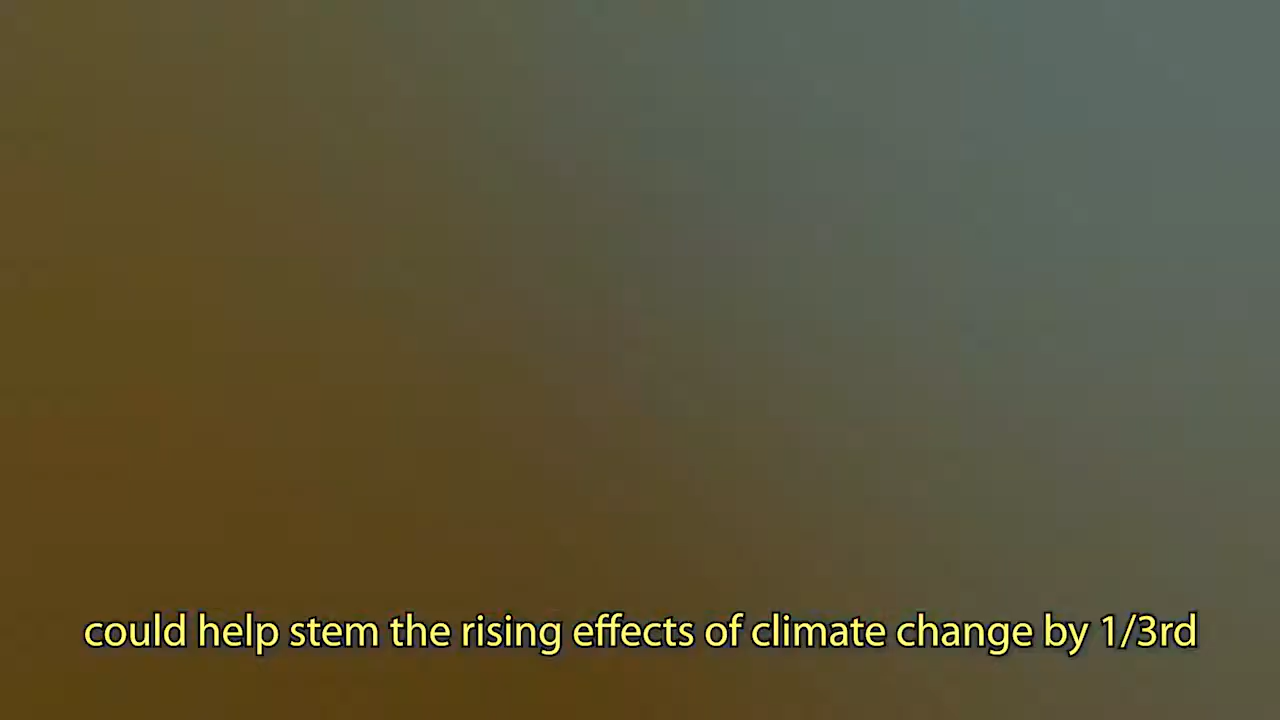 could help stem the rising effects of climate change by 1/3rd